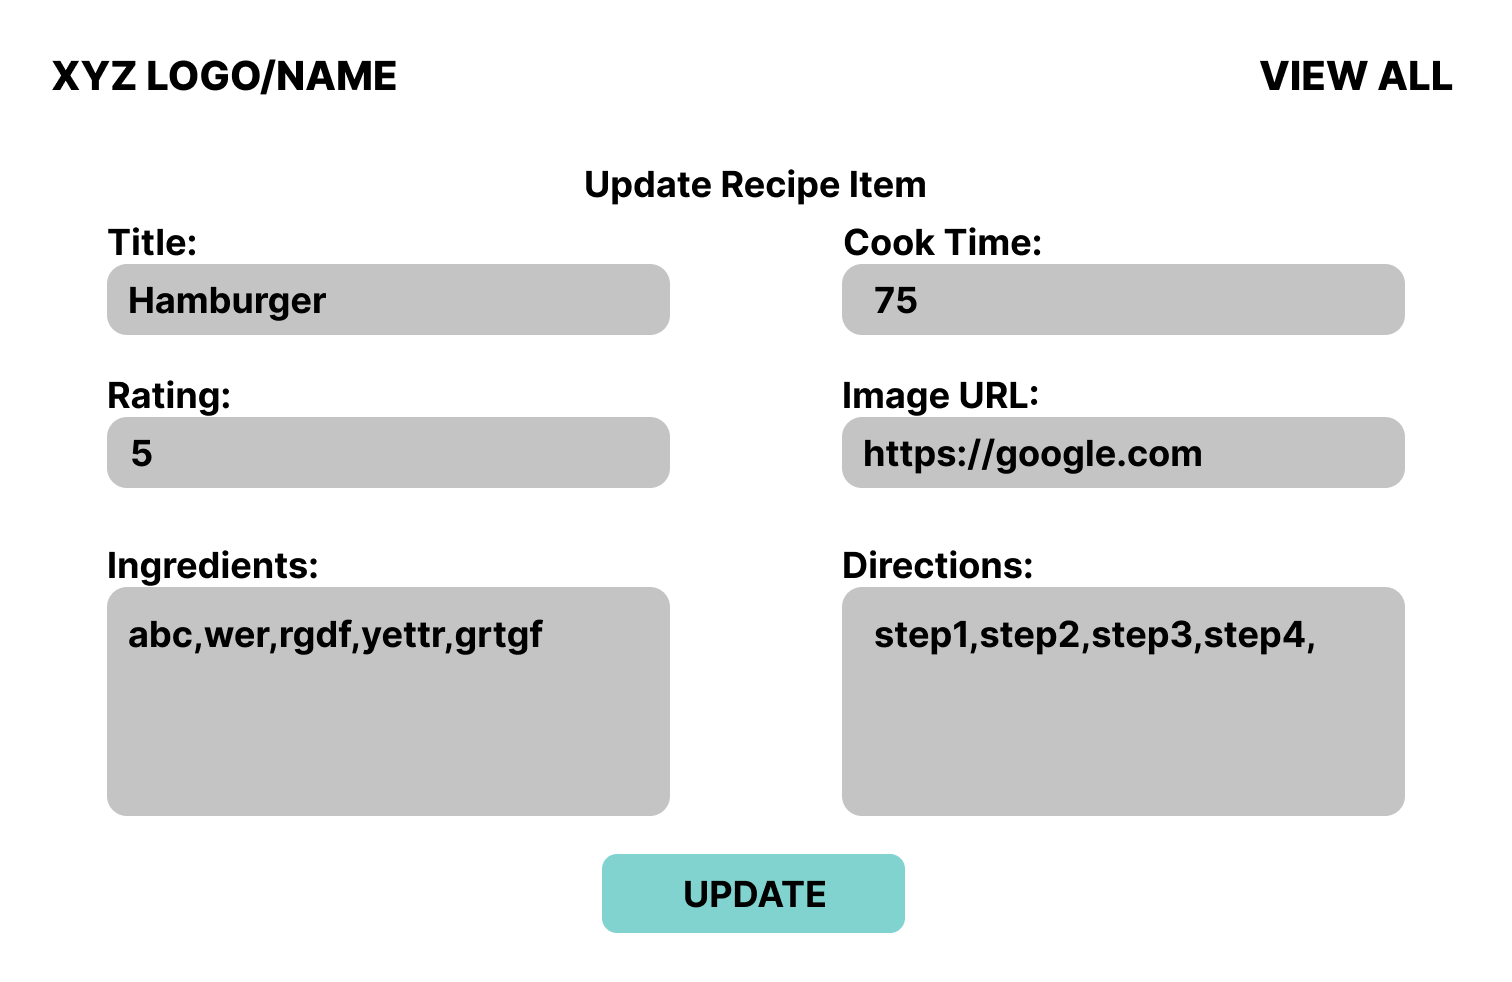 XYZ LOGO/NAME
VIEW ALL
Update Recipe Item
Title:
Cook Time:
Hamburger
75
Rating:
Image URL:
5
https://google.com
Ingredients:
Directions:
abc,wer,rgdf,yettr,grtgf
step1,step2,step3,step4,
UPDATE